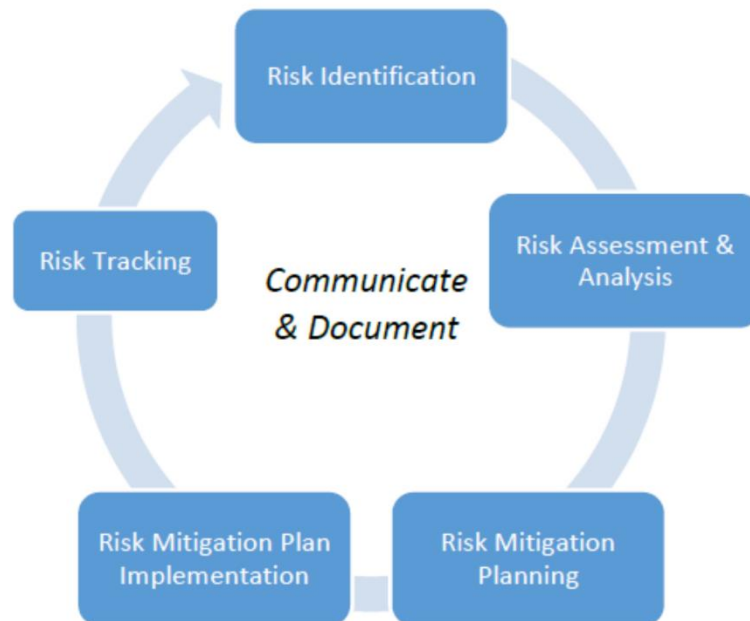 Risk Identification
Risk Assessment &
Analysis
Risk Mitigation
Planning
Risk Mitigation Plan
Implementation
Risk Tracking
Communicate
& Document